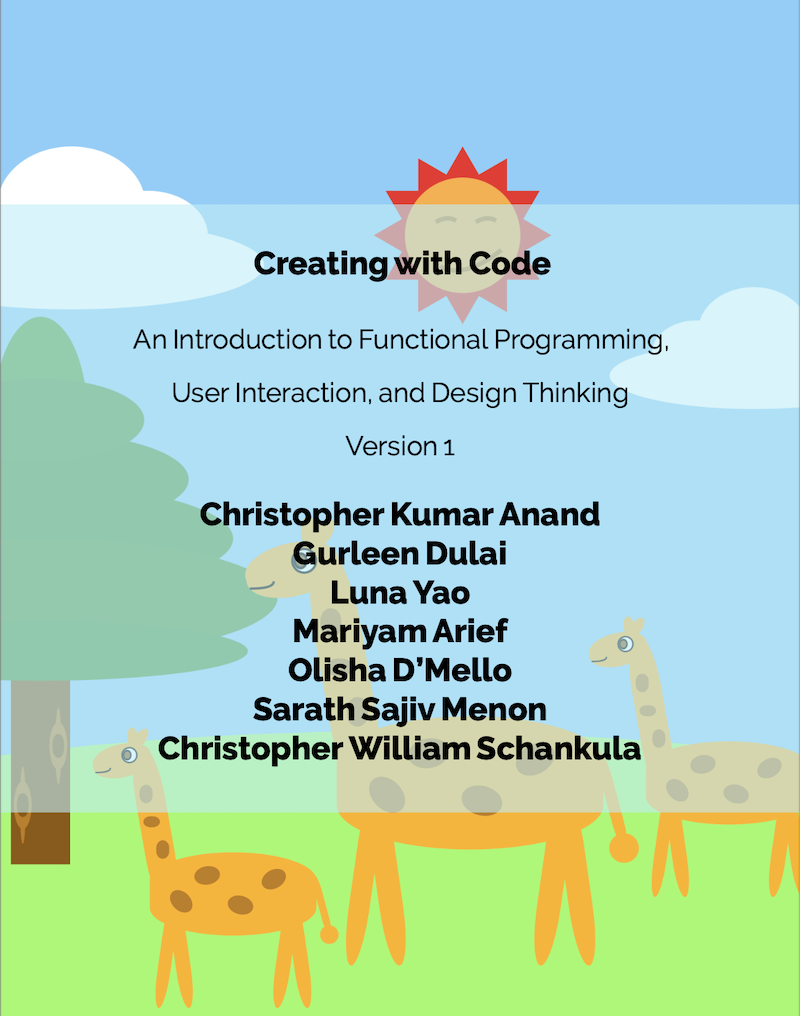 Creating with Code
An Introduction to Functional Programming,
User Interaction, and Design Thinking
Version 1
Christopher Kumar Anand
Gurleen Dulai
Luna Yao
Mariyam Arief
Olisha D’Mello
Sarath Sajiv Menon
Christopher William Schankula